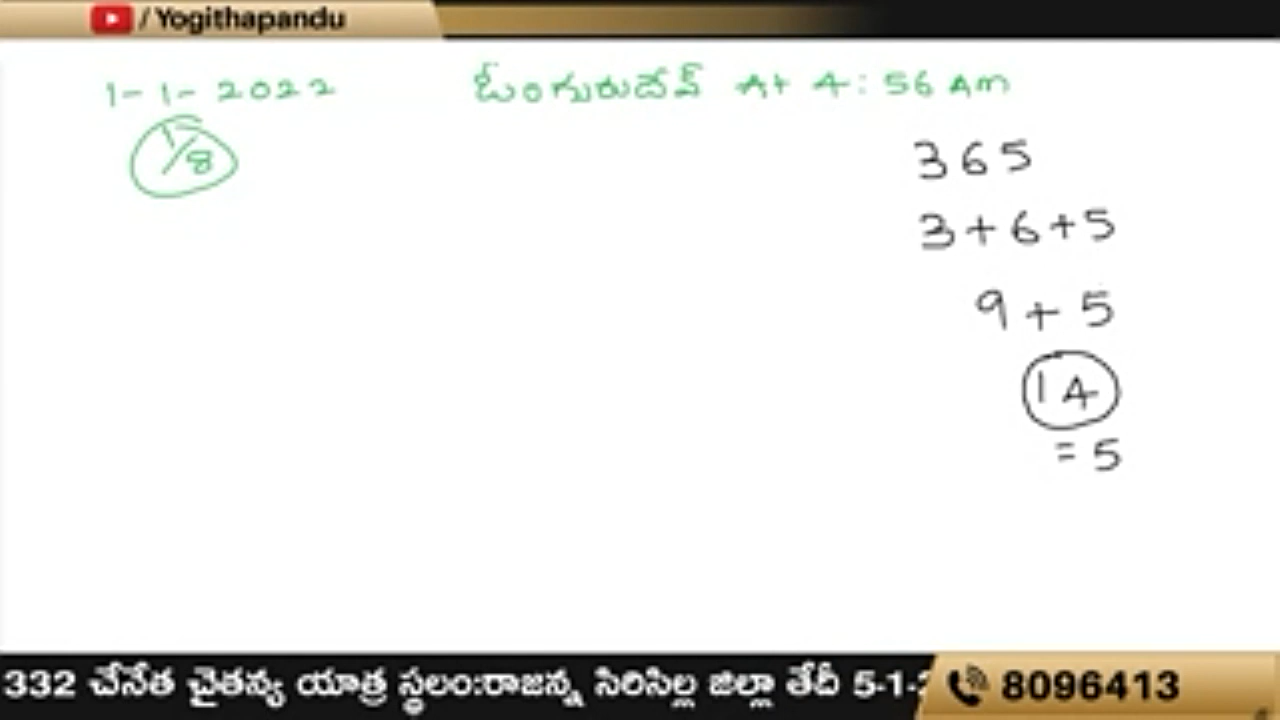 / Yogithapandu
1-1-2022 ఓంగురుదేవ్ At 4:56 Am
1/8
365
3+6+5
9+5
14
=5
332 చేనేత చైతన్య యాత్ర స్థలం:రాజన్న సిరిసిల్ల జిల్లా తేదీ 5-1-
8096413